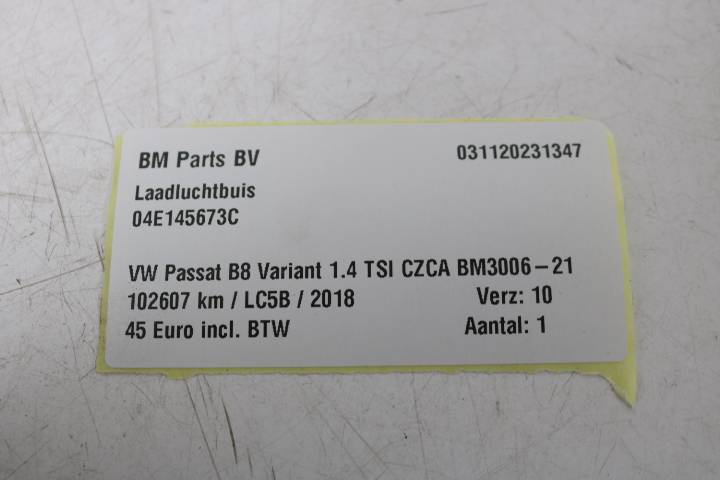 BM Parts BV 031120231347
Laadluchtbuis
04E145673C
VW Passat B8 Variant 1.4 TSI CZCA BM3006-21
102607 km / LC5B / 2018 Verz: 10
45 Euro incl. BTW Aantal: 1